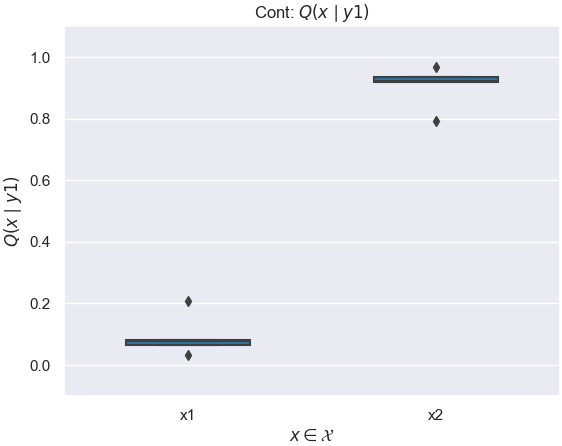 Cont: Q(x | y1)
1.0
0.8
0.6
0.4
0.2
0.0
Q(x | y1)
x1 x2
x ∈ 𝒳